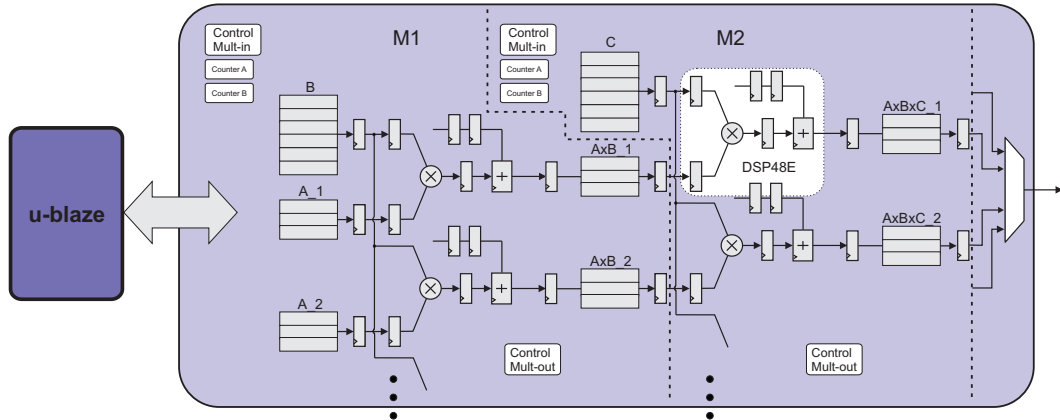 Control
Mult-in
Counter A
Counter B
M1
Control
Mult-in
Counter A
Counter B
M2
C
B
A_1
A_2
AxB_1
AxB_2
DSP48E
AxBxC_1
AxBxC_2
u-blaze
Control
Mult-out
Control
Mult-out